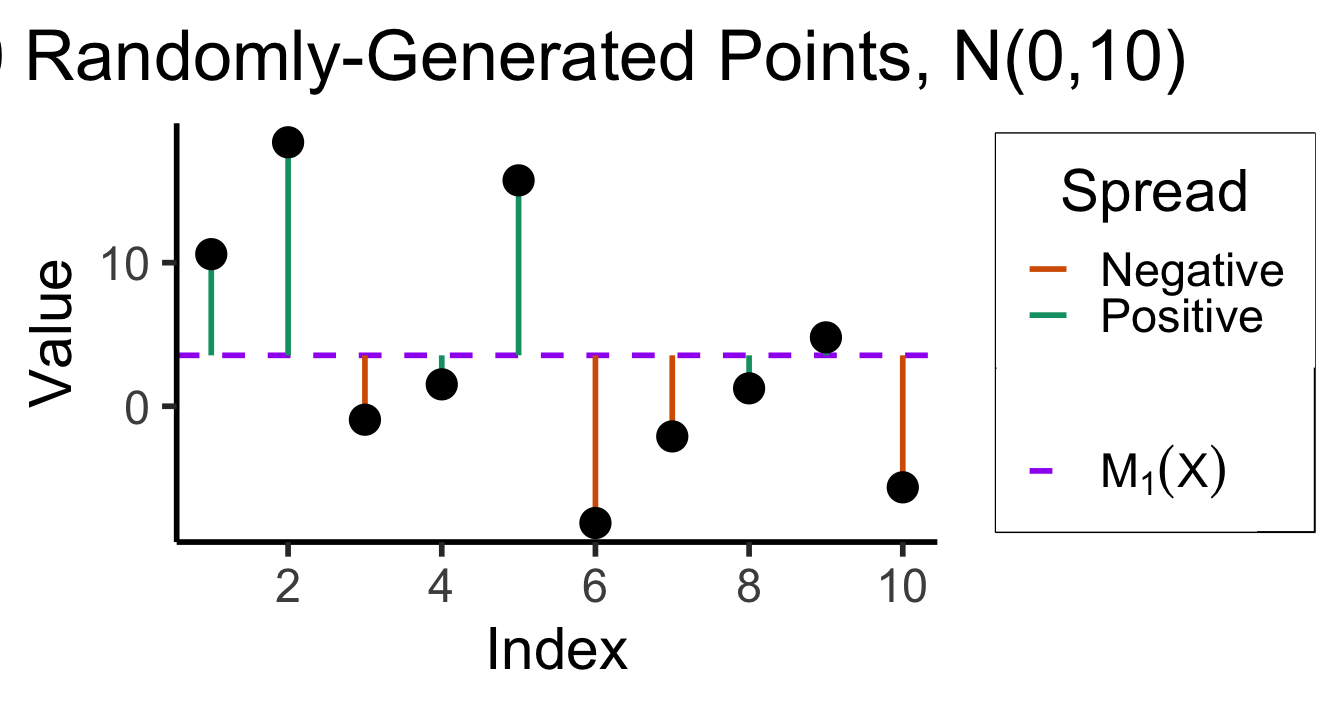 ) Randomly-Generated Points, N(0,10)
Value
10
0
2 4 6 8 10
Index
Spread
Negative
Positive
M₁(X)